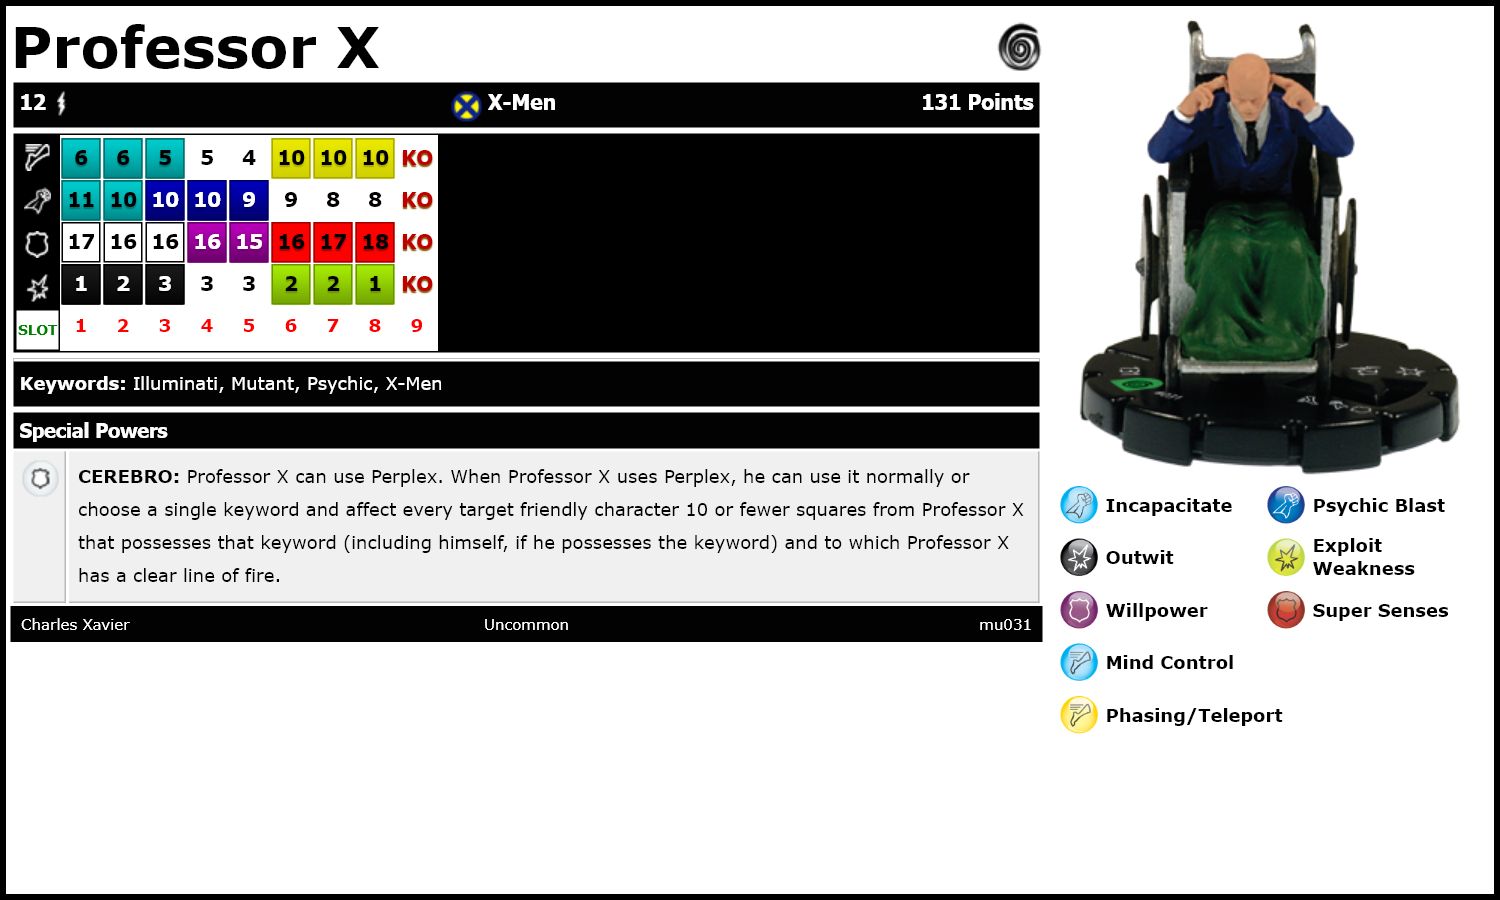 Professor X
12 X-Men 131 Points
6 6 5 5 4 10 10 10 KO
11 10 10 10 9 9 8 8 KO
17 16 16 16 15 16 17 18 KO
1 2 3 3 3 2 2 1 KO
SLOT 1 2 3 4 5 6 7 8 9
Keywords: Illuminati, Mutant, Psychic, X-Men
Special Powers
CEREBRO: Professor X can use Perplex. When Professor X uses Perplex, he can use it normally or
choose a single keyword and affect every target friendly character 10 or fewer squares from Professor X
that possesses that keyword (including himself, if he possesses the keyword) and to which Professor X
has a clear line of fire.
Charles Xavier Uncommon mu031
Incapacitate Psychic Blast
Outwit Exploit
Weakness
Willpower Super Senses
Mind Control
Phasing/Teleport